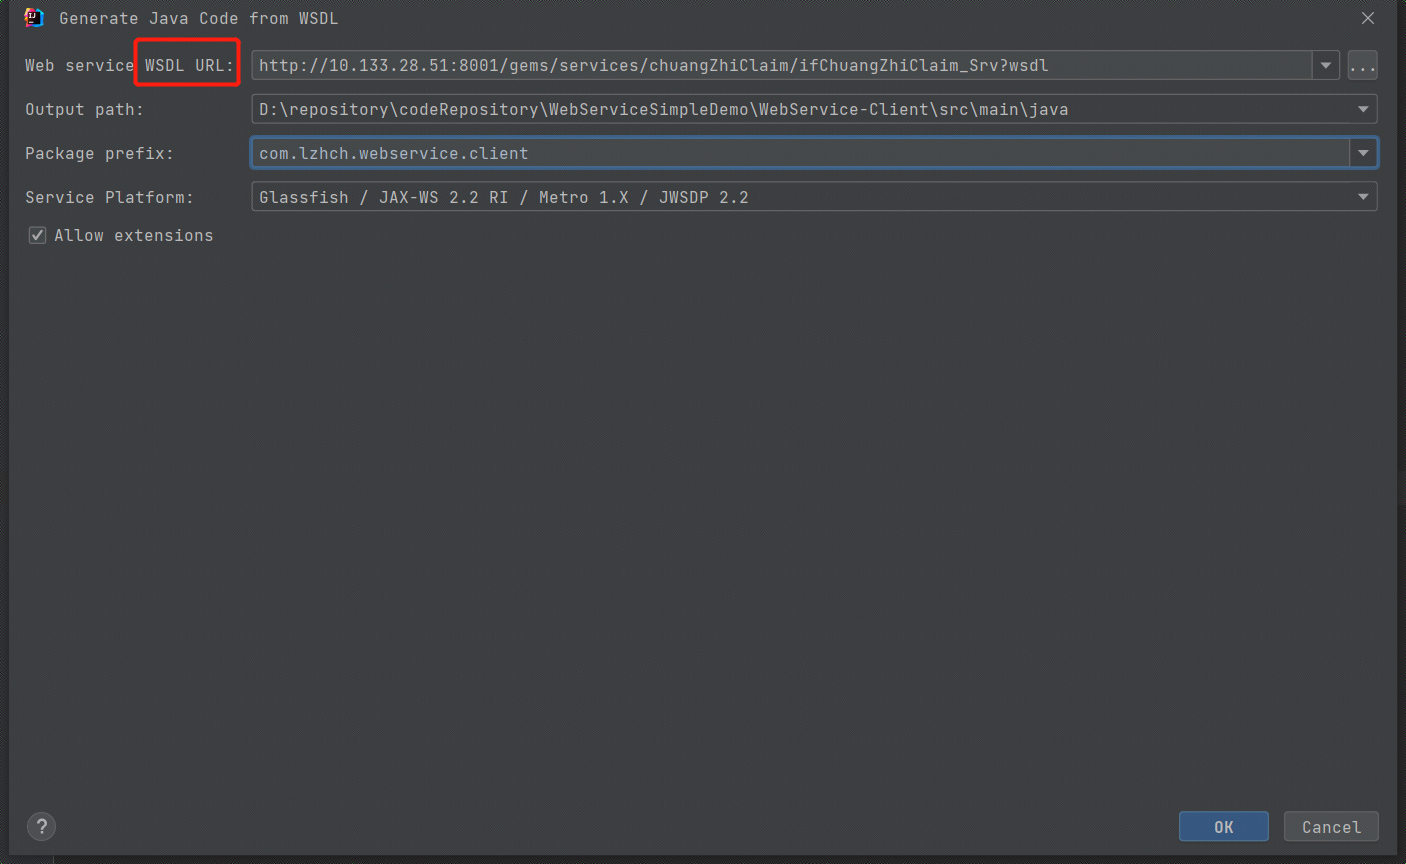 Generate Java Code from WSDL
Web service WSDL URL: http://10.133.28.51:8001/gems/services/chuangZhiClaim/ifChuangZhiClaim_Srv?wsdl ...
Output path: D:\repository\codeRepository\WebServiceSimpleDemo\WebService-Client\src\main\java
Package prefix: com.lzhch.webservice.client
Service Platform: Glassfish / JAX-WS 2.2 RI / Metro 1.X / JWSDP 2.2
Allow extensions
? OK Cancel